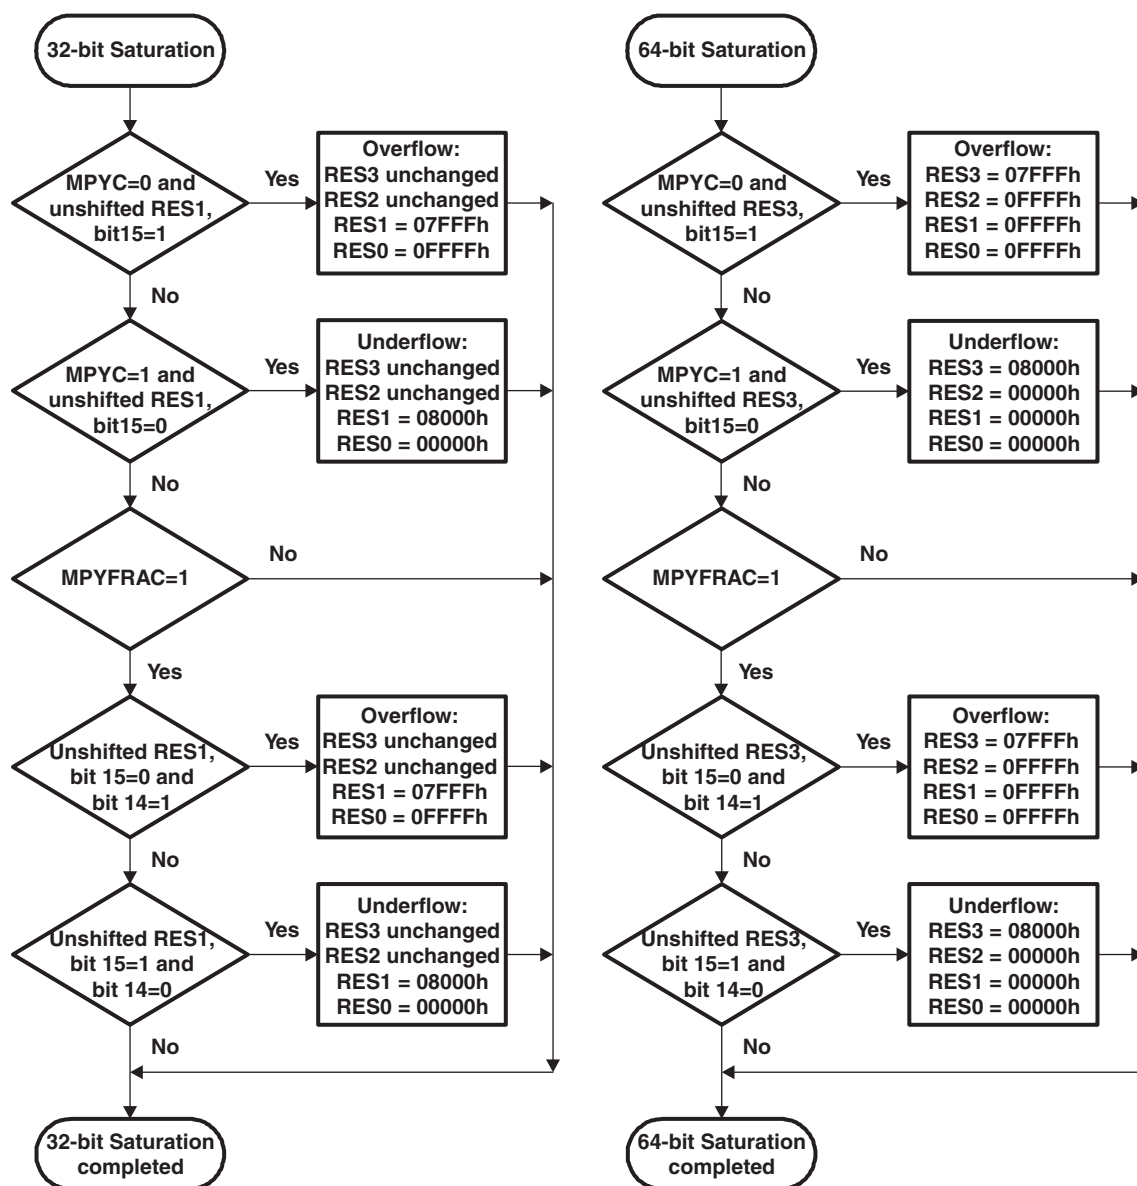 32-bit Saturation
MPYC=0 and
unshifted RES1,
bit15=1
Yes
Overflow:
RES3 unchanged
RES2 unchanged
RES1 = 07FFFh
RES0 = 0FFFFh
No
MPYC=1 and
unshifted RES1,
bit15=0
Yes
Underflow:
RES3 unchanged
RES2 unchanged
RES1 = 08000h
RES0 = 00000h
No
MPYFRAC=1
No
Yes
Unshifted RES1,
bit 15=0 and
bit 14=1
Yes
Overflow:
RES3 unchanged
RES2 unchanged
RES1 = 07FFFh
RES0 = 0FFFFh
No
Unshifted RES1,
bit 15=1 and
bit 14=0
Yes
Underflow:
RES3 unchanged
RES2 unchanged
RES1 = 08000h
RES0 = 00000h
No
32-bit Saturation
completed
64-bit Saturation
MPYC=0 and
unshifted RES3,
bit15=1
Yes
Overflow:
RES3 = 07FFFh
RES2 = 0FFFFh
RES1 = 0FFFFh
RES0 = 0FFFFh
No
MPYC=1 and
unshifted RES3,
bit15=0
Yes
Underflow:
RES3 = 08000h
RES2 = 00000h
RES1 = 00000h
RES0 = 00000h
No
MPYFRAC=1
No
Yes
Unshifted RES3,
bit 15=0 and
bit 14=1
Yes
Overflow:
RES3 = 07FFFh
RES2 = 0FFFFh
RES1 = 0FFFFh
RES0 = 0FFFFh
No
Unshifted RES3,
bit 15=1 and
bit 14=0
Yes
Underflow:
RES3 = 08000h
RES2 = 00000h
RES1 = 00000h
RES0 = 00000h
No
64-bit Saturation
completed